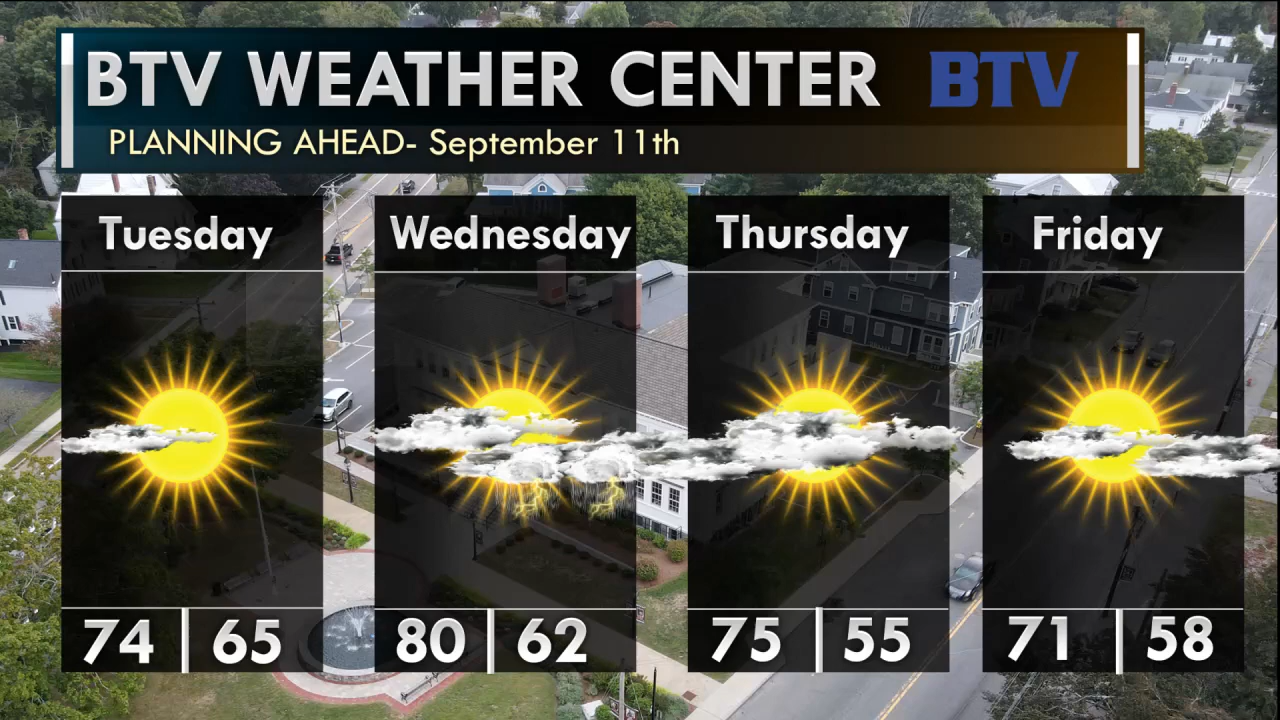 BTV WEATHER CENTER BTV
PLANNING AHEAD- September 11th
Tuesday
74 65
Wednesday
80 62
Thursday
75 55
Friday
71 58